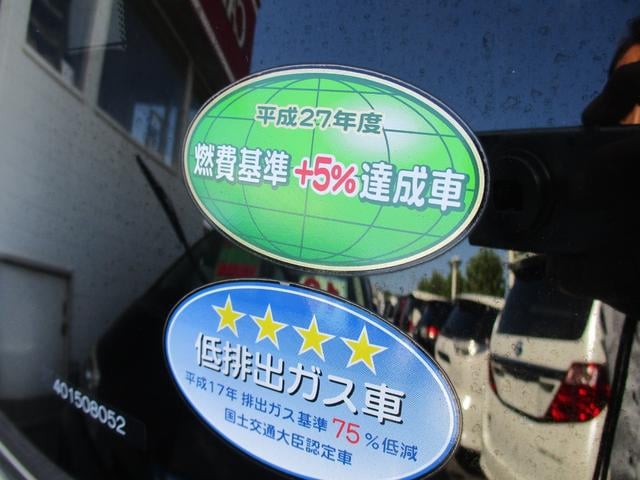 平成27年度
燃費基準 +5% 達成車
低排出ガス車
平成17年 排出ガス基準 75%低減
国土交通大臣認定車
401508052